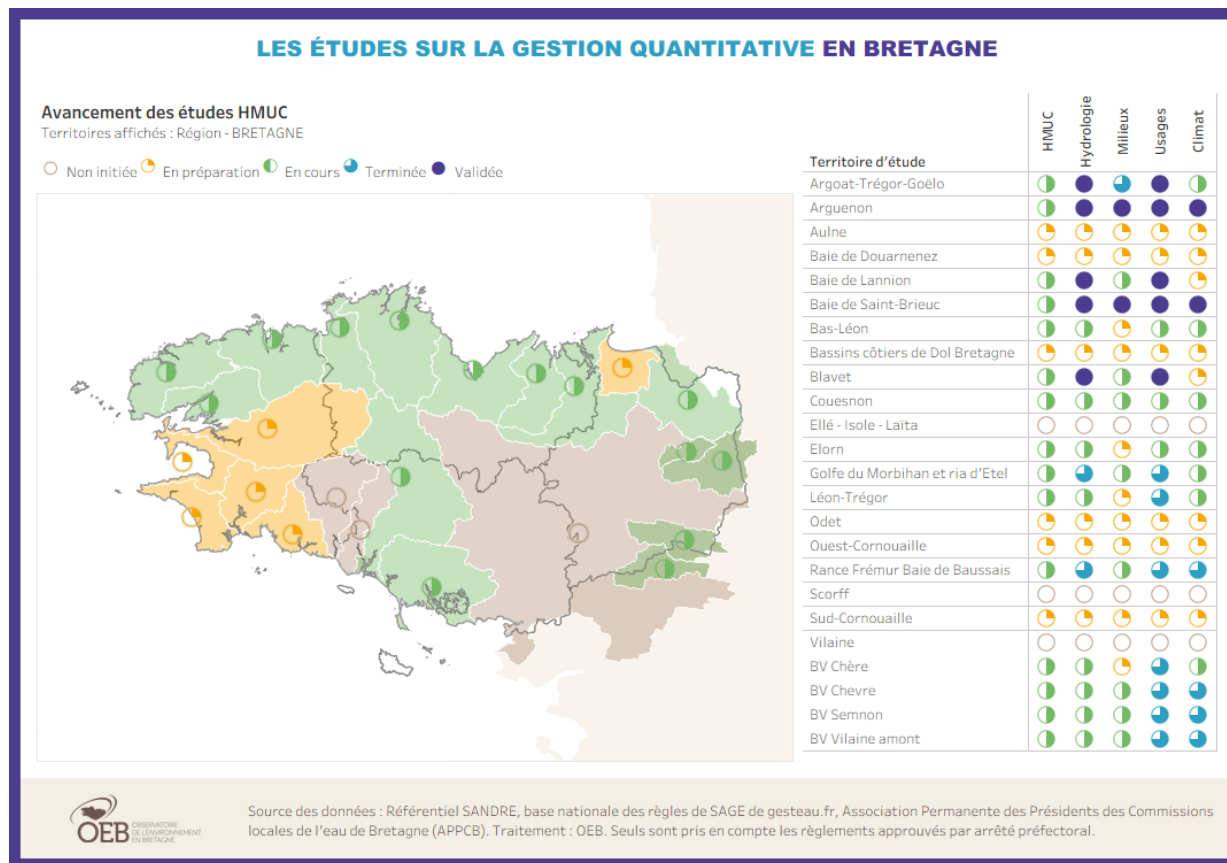 LES ÉTUDES SUR LA GESTION QUANTITATIVE EN BRETAGNE
Avancement des études HMUC
Territoires affichés : Région - BRETAGNE
Non initiée En préparation En cours Terminée Validée
Territoire d'étude HMUC Hydrologie Milieux Usages Climat
Argoat-Trégor-Goëlo
Arguenon
Aulne
Baie de Douarnenez
Baie de Lannion
Baie de Saint-Brieuc
Bas-Léon
Bassins côtiers de Dol Bretagne
Blavet
Couesnon
Ellé - Isole - Laïta
Elorn
Golfe du Morbihan et ria d'Etel
Léon-Trégor
Odet
Ouest-Cornouaille
Rance Frémur Baie de Baussais
Scorff
Sud-Cornouaille
Vilaine
BV Chère
BV Chevre
BV Semnon
BV Vilaine amont
OEB OBSERVATOIRE
DE L'ENVIRONNEMENT
EN BRETAGNE
Source des données : Référentiel SANDRE, base nationale des règles de SAGE de gesteau.fr, Association Permanente des Présidents des Commissions
locales de l'eau de Bretagne (APPCB). Traitement : OEB. Seuls sont pris en compte les règlements approuvés par arrêté préfectoral.